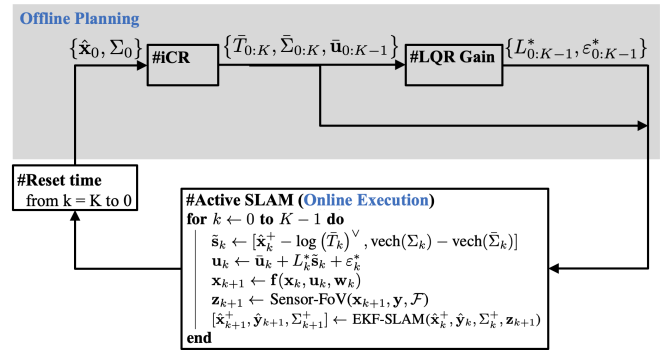 Offline Planning
{x̂₀, Σ₀}
#iCR
{T̄₀:K, Σ̄₀:K, ū₀:K₋₁}
#LQR Gain
{L*₀:K₋₁, ε*₀:K₋₁}
#Reset time
from k = K to 0
#Active SLAM (Online Execution)
for k ← 0 to K − 1 do
s̃ₖ ← [x̂ₖ⁺ − log (T̄ₖ)^∨, vech(Σₖ) − vech(Σ̄ₖ)]
uₖ ← ūₖ + Lₖ* s̃ₖ + εₖ*
xₖ₊₁ ← f(xₖ, uₖ, wₖ)
zₖ₊₁ ← Sensor-FoV(xₖ₊₁, y, ℱ)
[x̂ₖ₊₁⁺, ŷₖ₊₁, Σₖ₊₁⁺] ← EKF-SLAM(x̂ₖ⁺, ŷₖ, Σₖ⁺, zₖ₊₁)
end